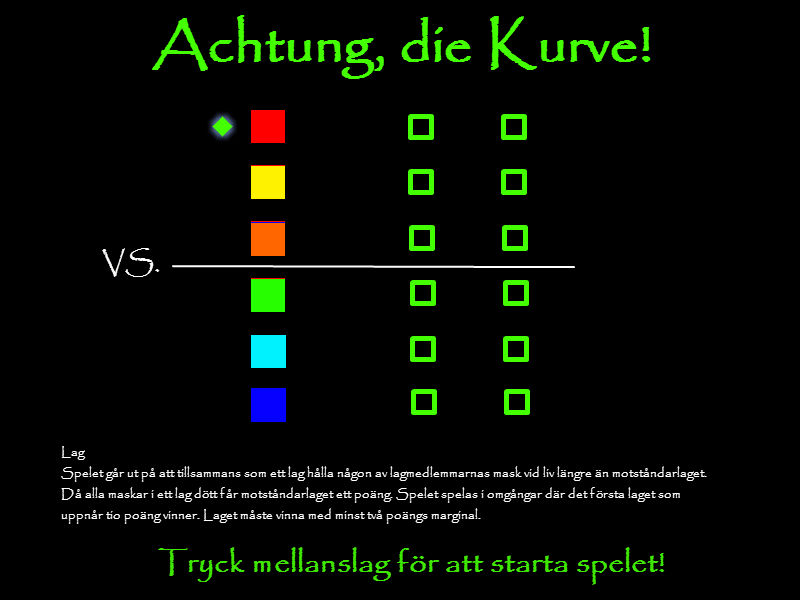 Achtung, die Kurve!
VS.
Lag
Spelet går ut på att tillsammans som ett lag hålla någon av lagmedlemmarnas mask vid liv längre än motståndarlaget.
Då alla maskar i ett lag dött får motståndarlaget ett poäng. Spelet spelas i omgångar där det första laget som
uppnår tio poäng vinner. Laget måste vinna med minst två poängs marginal.
Tryck mellanslag för att starta spelet!